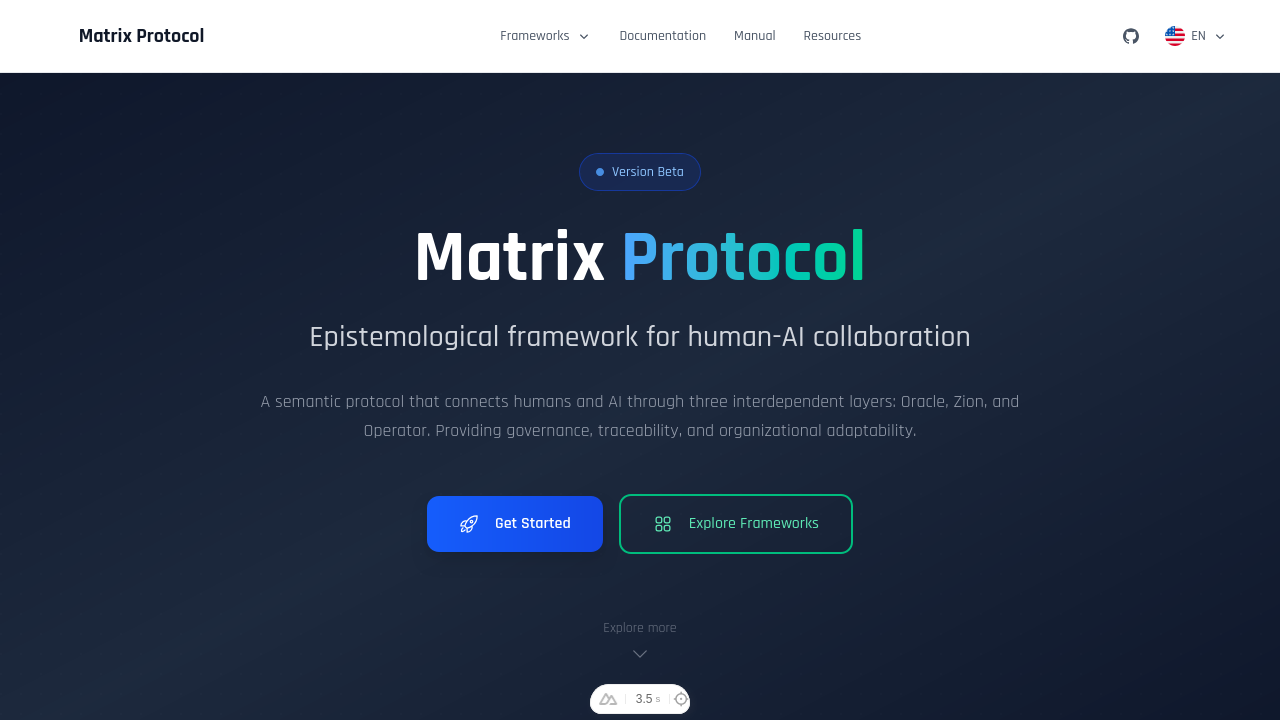 Matrix Protocol
Frameworks
Documentation
Manual
Resources
EN
Version Beta
Matrix Protocol
Epistemological framework for human-AI collaboration
A semantic protocol that connects humans and AI through three interdependent layers: Oracle, Zion, and
Operator. Providing governance, traceability, and organizational adaptability.
Get Started
Explore Frameworks
Explore more
3.5 s